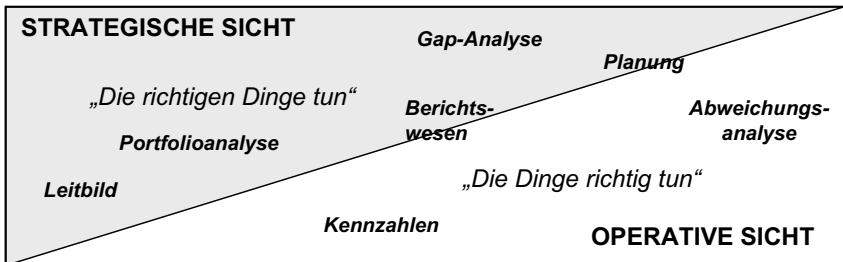 STRATEGISCHE SICHT
Gap-Analyse
Planung
„Die richtigen Dinge tun“
Berichts-
wesen
Abweichungs-
analyse
Portfolioanalyse
Leitbild
„Die Dinge richtig tun“
Kennzahlen
OPERATIVE SICHT